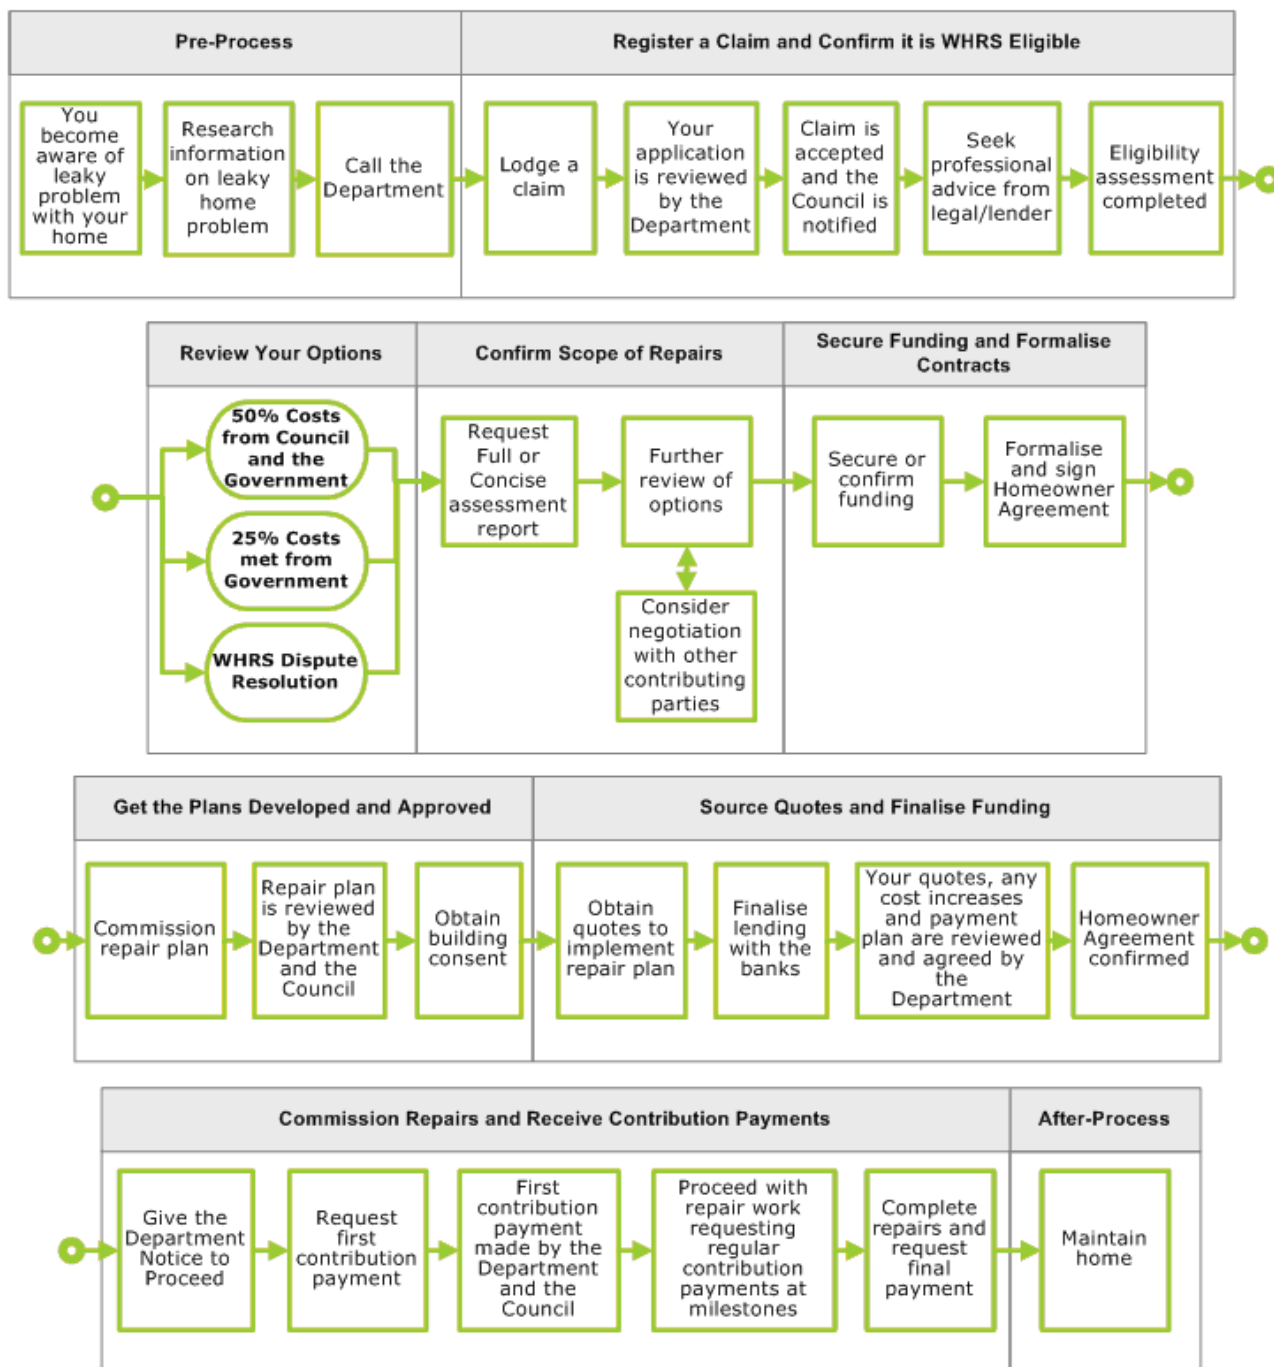 Pre-Process
Register a Claim and Confirm it is WHRS Eligible
You
become
aware of
leaky
problem
with your
home
Research
information
on leaky
home
problem
Call the
Department
Lodge a
claim
Your
application
is reviewed
by the
Department
Claim is
accepted
and the
Council is
notified
Seek
professional
advice from
legal/lender
Eligibility
assessment
completed
Review Your Options
Confirm Scope of Repairs
Secure Funding and Formalise
Contracts
50% Costs
from Council
and the
Government
25% Costs
met from
Government
WHRS Dispute
Resolution
Request
Full or
Concise
assessment
report
Further
review of
options
Consider
negotiation
with other
contributing
parties
Secure or
confirm
funding
Formalise
and sign
Homeowner
Agreement
Get the Plans Developed and Approved
Source Quotes and Finalise Funding
Commission
repair plan
Repair plan
is reviewed
by the
Department
and the
Council
Obtain
building
consent
Obtain
quotes to
implement
repair plan
Finalise
lending
with the
banks
Your quotes, any
cost increases
and payment
plan are reviewed
and agreed by
the
Department
Homeowner
Agreement
confirmed
Commission Repairs and Receive Contribution Payments
After-Process
Give the
Department
Notice to
Proceed
Request
first
contribution
payment
First
contribution
payment
made by the
Department
and the
Council
Proceed with
repair work
requesting
regular
contribution
payments at
milestones
Complete
repairs and
request
final
payment
Maintain
home